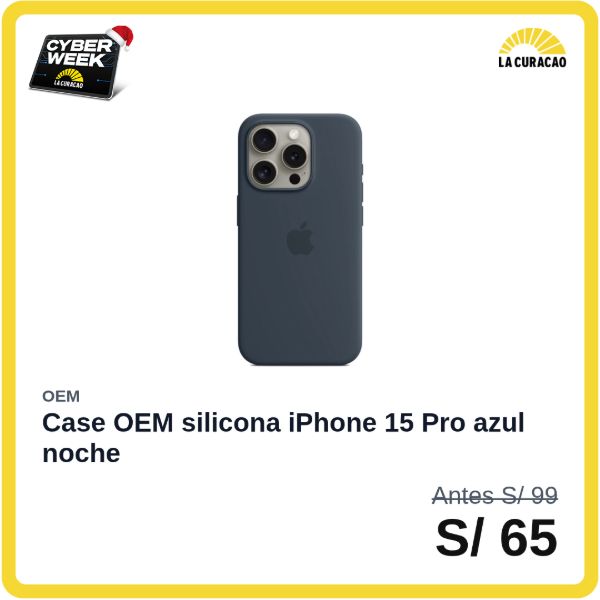 CYBER
WEEK
LA CURACAO
LA CURACAO
OEM
Case OEM silicona iPhone 15 Pro azul
noche
Antes S/ 99
S/ 65